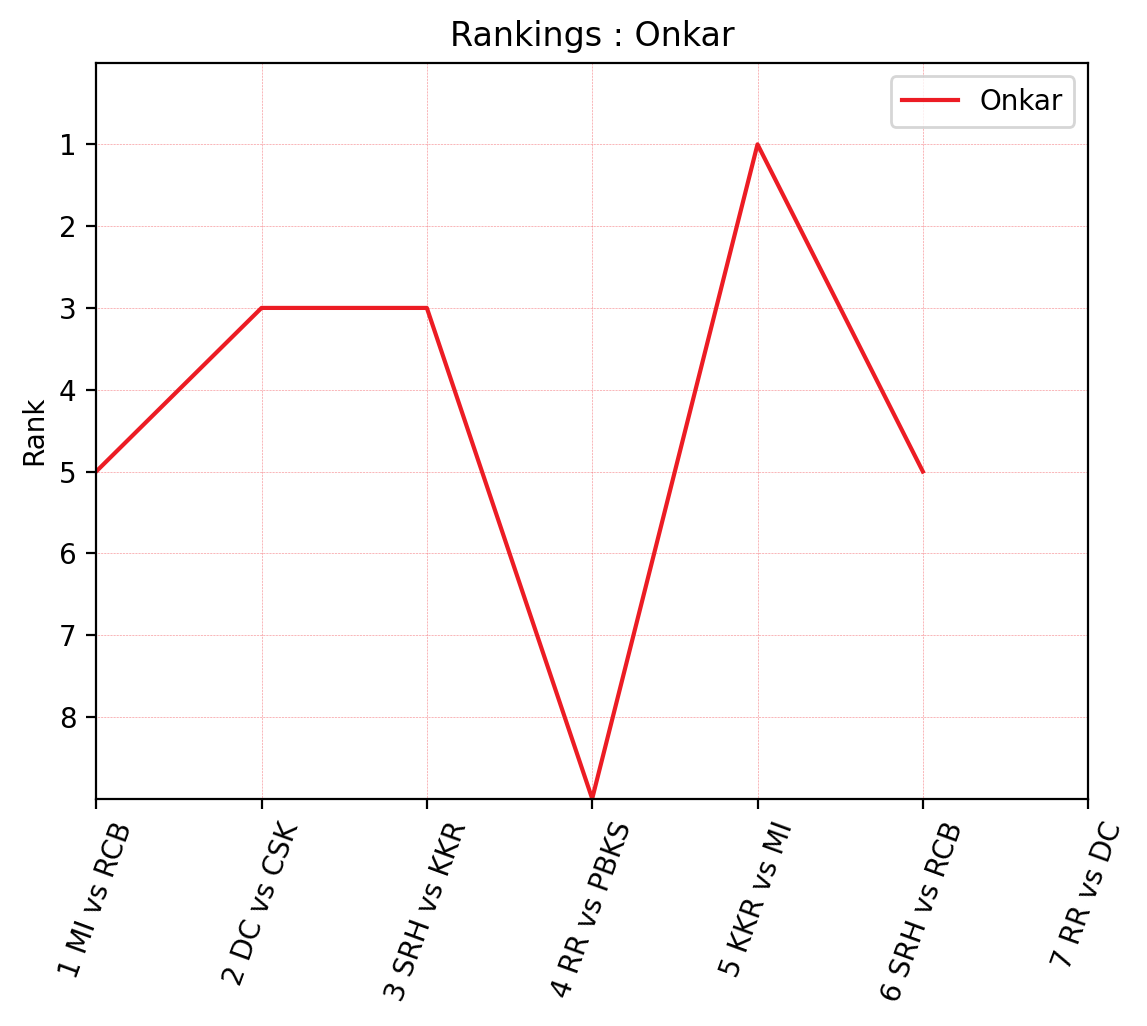 Rankings : Onkar
Onkar
Rank
1
2
3
4
5
6
7
8
1 MI vs RCB
2 DC vs CSK
3 SRH vs KKR
4 RR vs PBKS
5 KKR vs MI
6 SRH vs RCB
7 RR vs DC